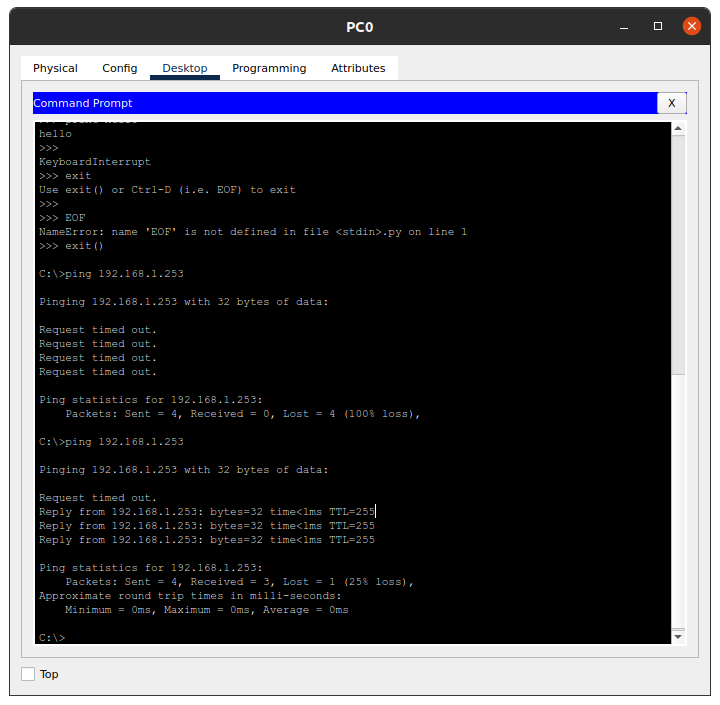 PC0
Physical Config Desktop Programming Attributes
Command Prompt X
hello
>>>
KeyboardInterrupt
>>> exit
Use exit() or Ctrl-D (i.e. EOF) to exit
>>>
>>> EOF
NameError: name 'EOF' is not defined in file <stdin>.py on line 1
>>> exit()
C:\>ping 192.168.1.253
Pinging 192.168.1.253 with 32 bytes of data:
Request timed out.
Request timed out.
Request timed out.
Request timed out.
Ping statistics for 192.168.1.253:
Packets: Sent = 4, Received = 0, Lost = 4 (100% loss),
C:\>ping 192.168.1.253
Pinging 192.168.1.253 with 32 bytes of data:
Request timed out.
Reply from 192.168.1.253: bytes=32 time<1ms TTL=255
Reply from 192.168.1.253: bytes=32 time<1ms TTL=255
Reply from 192.168.1.253: bytes=32 time<1ms TTL=255
Ping statistics for 192.168.1.253:
Packets: Sent = 4, Received = 3, Lost = 1 (25% loss),
Approximate round trip times in milli-seconds:
Minimum = 0ms, Maximum = 0ms, Average = 0ms
C:\>
Top